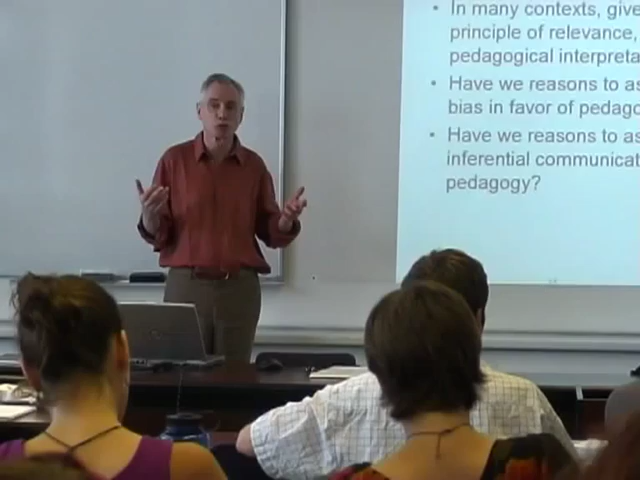 • In many contexts, give
principle of relevance,
pedagogical interpreta
• Have we reasons to as
bias in favor of pedago
• Have we reasons to as
inferential communicat
pedagogy?